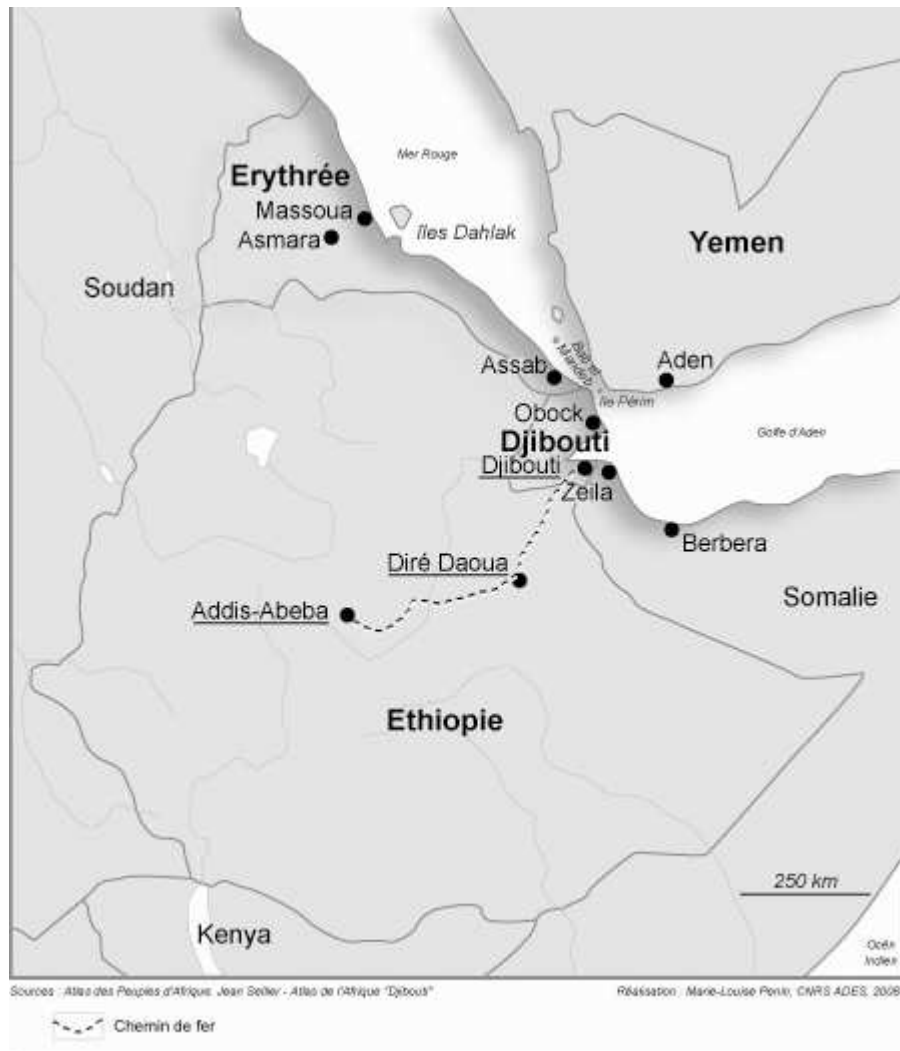 Mer Rouge
Erythrée
Massoua
îles Dahlak
Asmara
Yemen
Soudan
Bab el
Mandeb
Assab
Aden
île Périm
Obock
Golfe d'Aden
Djibouti
Djibouti
Zeila
Berbera
Diré Daoua
Somalie
Addis-Abeba
Ethiopie
250 km
Kenya
Océn
Indien
Sources : Atlas des Peuples d'Afrique, Jean Sellier - Atlas de l'Afrique "Djibouti"
Réalisation : Marie-Louise Penin, CNRS ADES, 2008
Chemin de fer